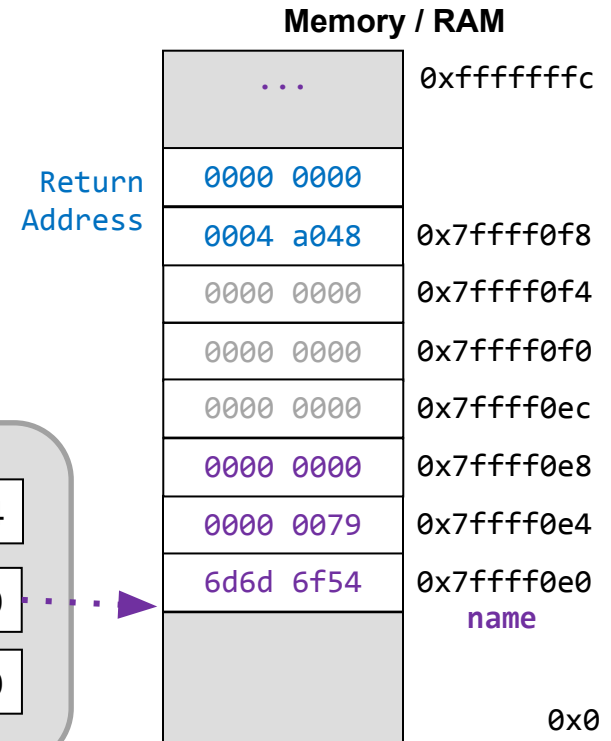 Memory / RAM
... 0xfffffffc
Return 0000 0000
Address 0004 a048 0x7ffff0f8
0000 0000 0x7ffff0f4
0000 0000 0x7ffff0f0
0000 0000 0x7ffff0ec
0000 0000 0x7ffff0e8
0000 0079 0x7ffff0e4
6d6d 6f54 0x7ffff0e0
name
0x0